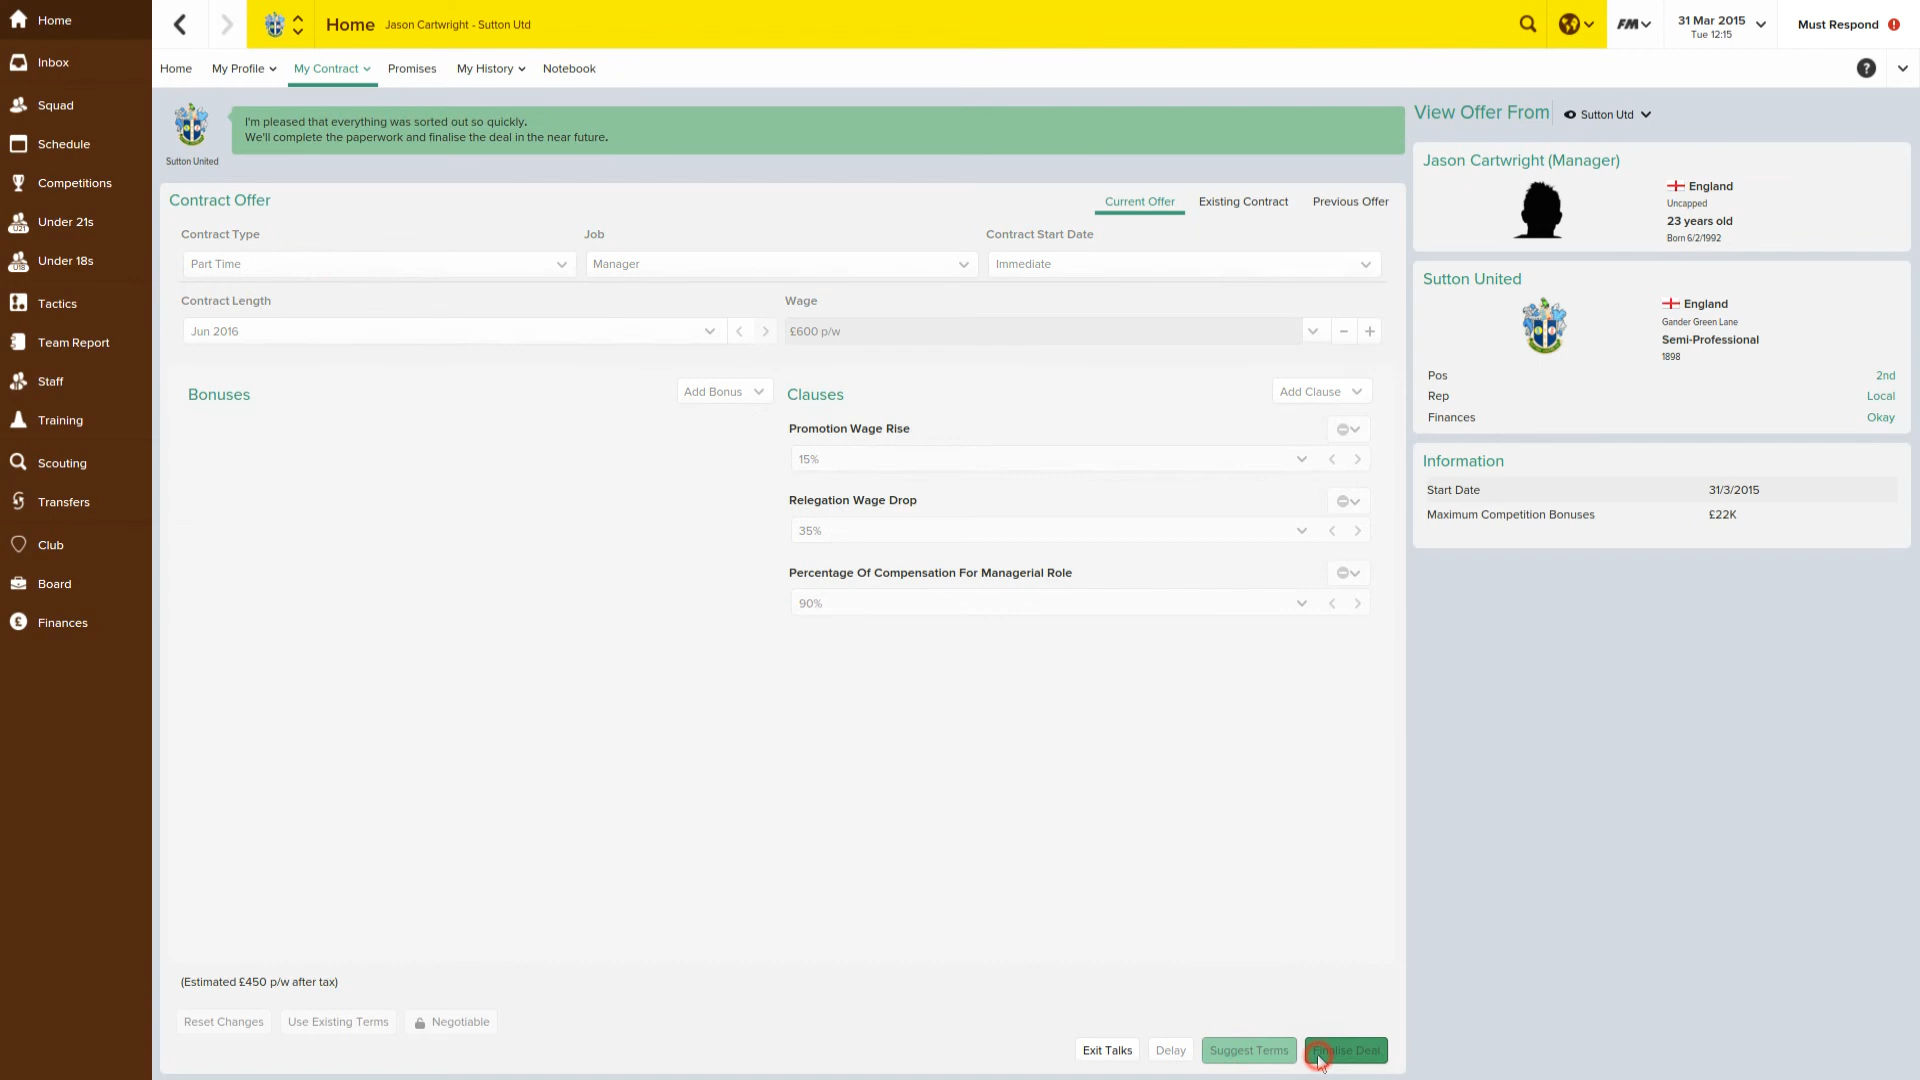 Home
Inbox
Squad
Schedule
Competitions
Under 21s
Under 18s
Tactics
Team Report
Staff
Training
Scouting
Transfers
Club
Board
Finances
Home Jason Cartwright - Sutton Utd
FM
31 Mar 2015
Tue 12:15
Must Respond
Home My Profile My Contract Promises My History Notebook
Sutton United
I'm pleased that everything was sorted out so quickly.
We'll complete the paperwork and finalise the deal in the near future.
Contract Offer
Current Offer Existing Contract Previous Offer
Contract Type Job Contract Start Date
Part Time Manager Immediate
Contract Length Wage
Jun 2016 £600 p/w
Bonuses Add Bonus Clauses Add Clause
Promotion Wage Rise
15%
Relegation Wage Drop
35%
Percentage Of Compensation For Managerial Role
90%
(Estimated £450 p/w after tax)
Reset Changes Use Existing Terms Negotiable
Exit Talks Delay Suggest Terms Finalise Deal
View Offer From Sutton Utd
Jason Cartwright (Manager)
England
Uncapped
23 years old
Born 6/2/1992
Sutton United
England
Gander Green Lane
Semi-Professional
1898
Pos 2nd
Rep Local
Finances Okay
Information
Start Date 31/3/2015
Maximum Competition Bonuses £22K